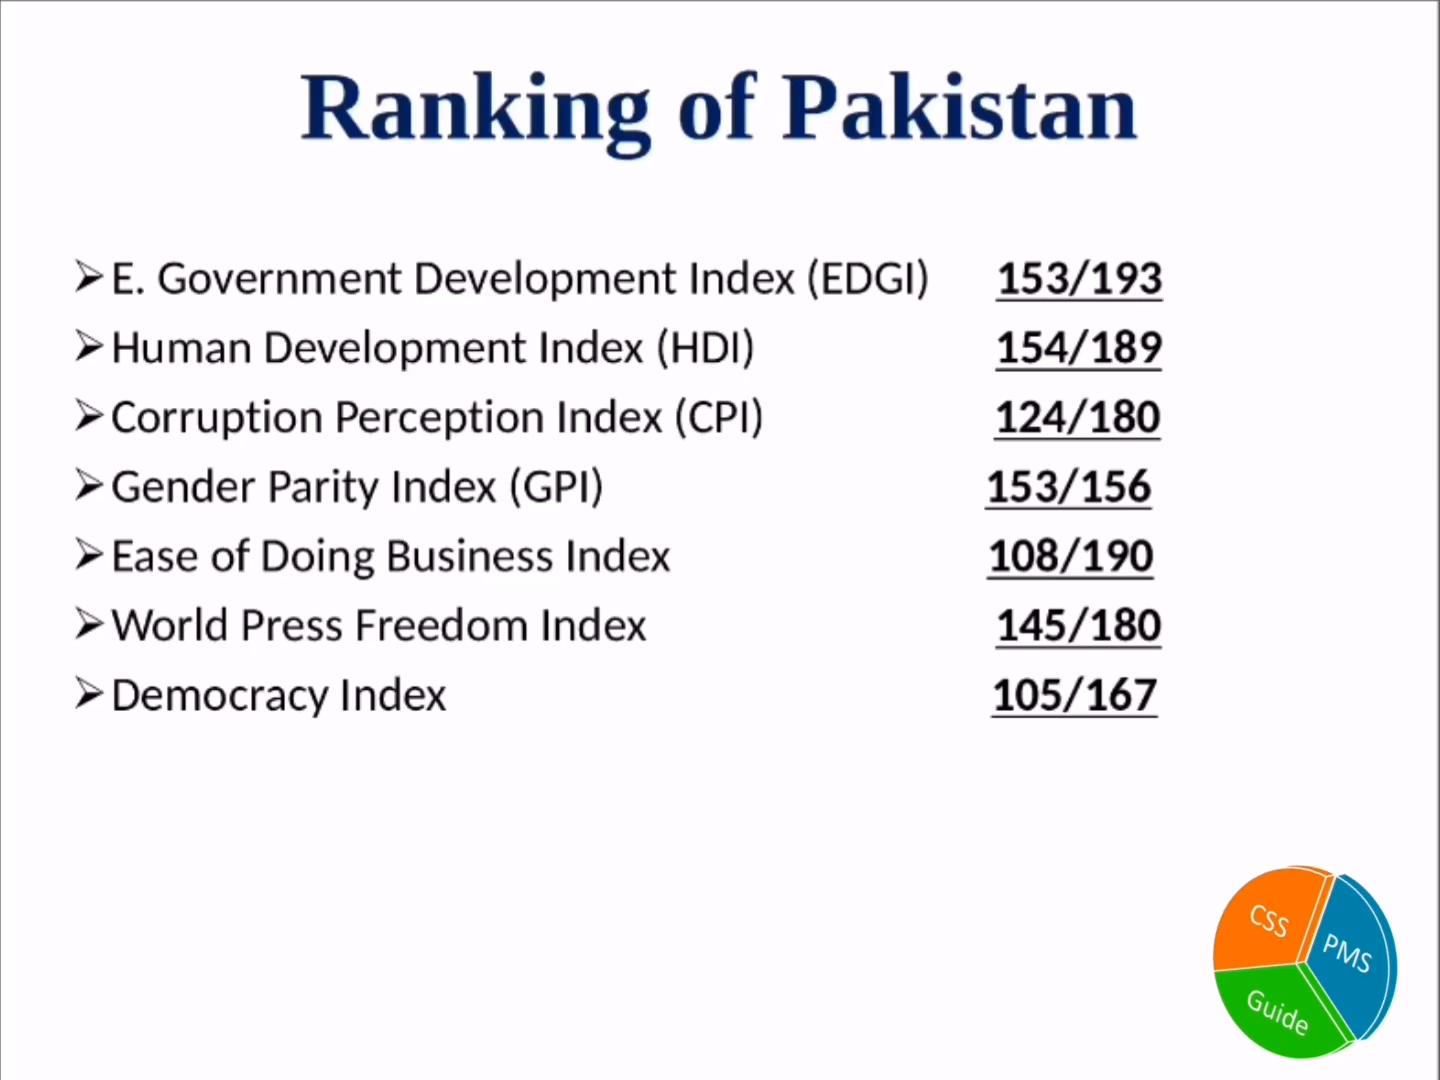 Ranking of Pakistan
➢E. Government Development Index (EDGI) 153/193
➢Human Development Index (HDI) 154/189
➢Corruption Perception Index (CPI) 124/180
➢Gender Parity Index (GPI) 153/156
➢Ease of Doing Business Index 108/190
➢World Press Freedom Index 145/180
➢Democracy Index 105/167
CSS
PMS
Guide